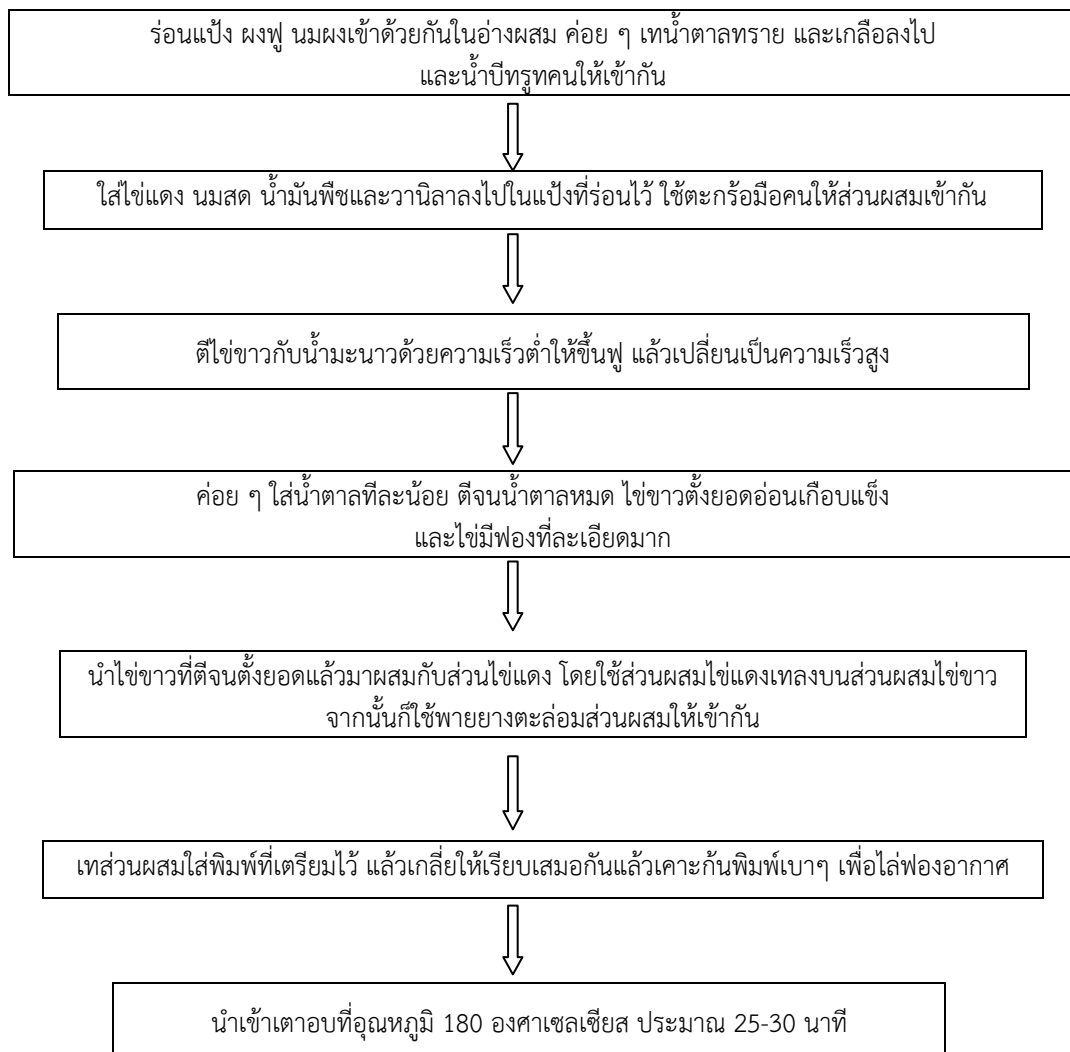 ร่อนแป้ง ผงฟู นมผงเข้าด้วยกันในอ่างผสม ค่อย ๆ เทน้ำตาลทราย และเกลือลงไป
และน้ำบีทรูทคนให้เข้ากัน
ใส่ไข่แดง นมสด น้ำมันพืชและวานิลาลงไปในแป้งที่ร่อนไว้ ใช้ตะกร้อมือคนให้ส่วนผสมเข้ากัน
ตีไข่ขาวกับน้ำมะนาวด้วยความเร็วต่ำให้ขึ้นฟู แล้วเปลี่ยนเป็นความเร็วสูง
ค่อย ๆ ใส่น้ำตาลทีละน้อย ตีจนน้ำตาลหมด ไข่ขาวตั้งยอดอ่อนเกือบแข็ง
และไข่มีฟองที่ละเอียดมาก
นำไข่ขาวที่ตีจนตั้งยอดแล้วมาผสมกับส่วนไข่แดง โดยใช้ส่วนผสมไข่แดงเทลงบนส่วนผสมไข่ขาว
จากนั้นก็ใช้พายยางตะล่อมส่วนผสมให้เข้ากัน
เทส่วนผสมใส่พิมพ์ที่เตรียมไว้ แล้วเกลี่ยให้เรียบเสมอกันแล้วเคาะก้นพิมพ์เบาๆ เพื่อไล่ฟองอากาศ
นำเข้าเตาอบที่อุณหภูมิ 180 องศาเซลเซียส ประมาณ 25-30 นาที